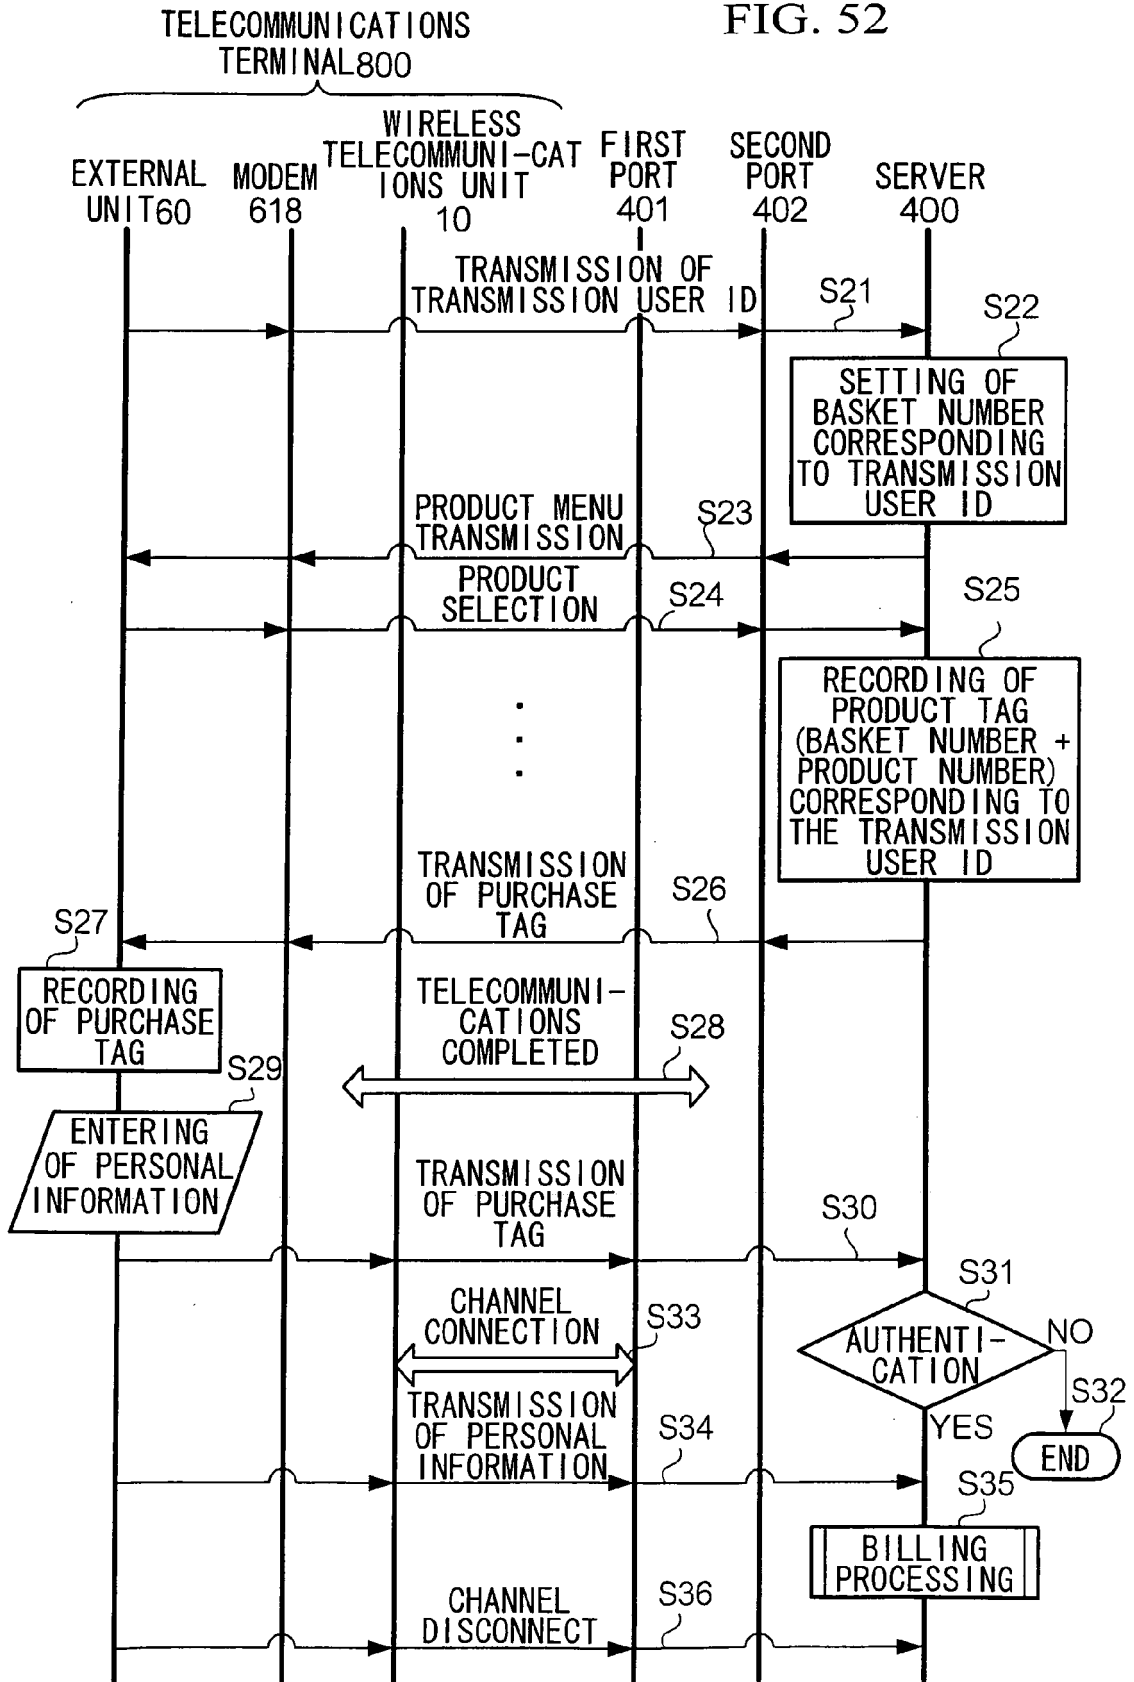 FIG. 52
TELECOMMUNICATIONS
TERMINAL800
EXTERNAL
UNIT60
MODEM
618
WIRELESS
TELECOMMUNI-CAT
IONS UNIT
10
FIRST
PORT
401
SECOND
PORT
402
SERVER
400
TRANSMISSION OF
TRANSMISSION USER ID
S21
S22
SETTING OF
BASKET NUMBER
CORRESPONDING
TO TRANSMISSION
USER ID
PRODUCT MENU
TRANSMISSION
S23
PRODUCT
SELECTION
S24
S25
RECORDING OF
PRODUCT TAG
(BASKET NUMBER +
PRODUCT NUMBER)
CORRESPONDING TO
THE TRANSMISSION
USER ID
TRANSMISSION
OF PURCHASE
TAG
S26
S27
RECORDING
OF PURCHASE
TAG
TELECOMMUNI-
CATIONS
COMPLETED
S28
S29
ENTERING
OF PERSONAL
INFORMATION
TRANSMISSION
OF PURCHASE
TAG
S30
S31
AUTHENTI-
CATION
NO
S32
END
YES
CHANNEL
CONNECTION
S33
TRANSMISSION
OF PERSONAL
INFORMATION
S34
S35
BILLING
PROCESSING
CHANNEL
DISCONNECT
S36